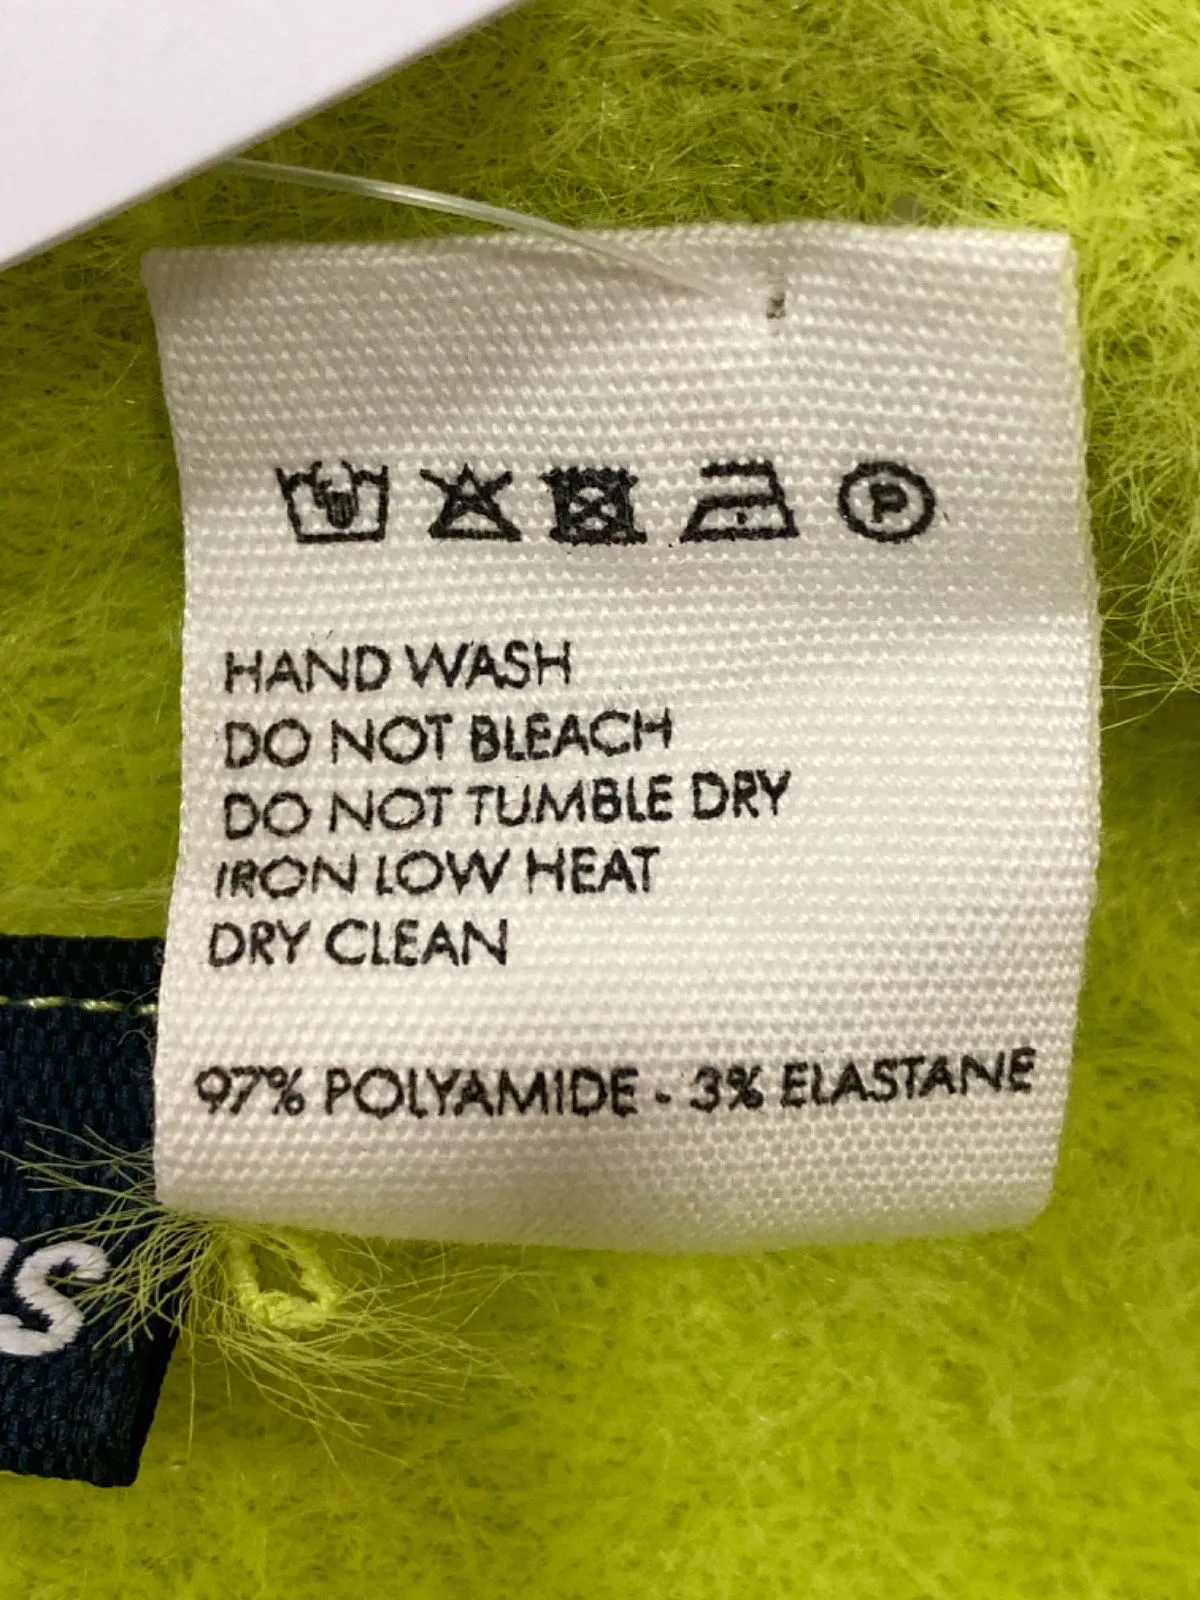 P
HAND WASH
DO NOT BLEACH
DO NOT TUMBLE DRY
IRON LOW HEAT
DRY CLEAN
97% POLYAMIDE - 3% ELASTANE